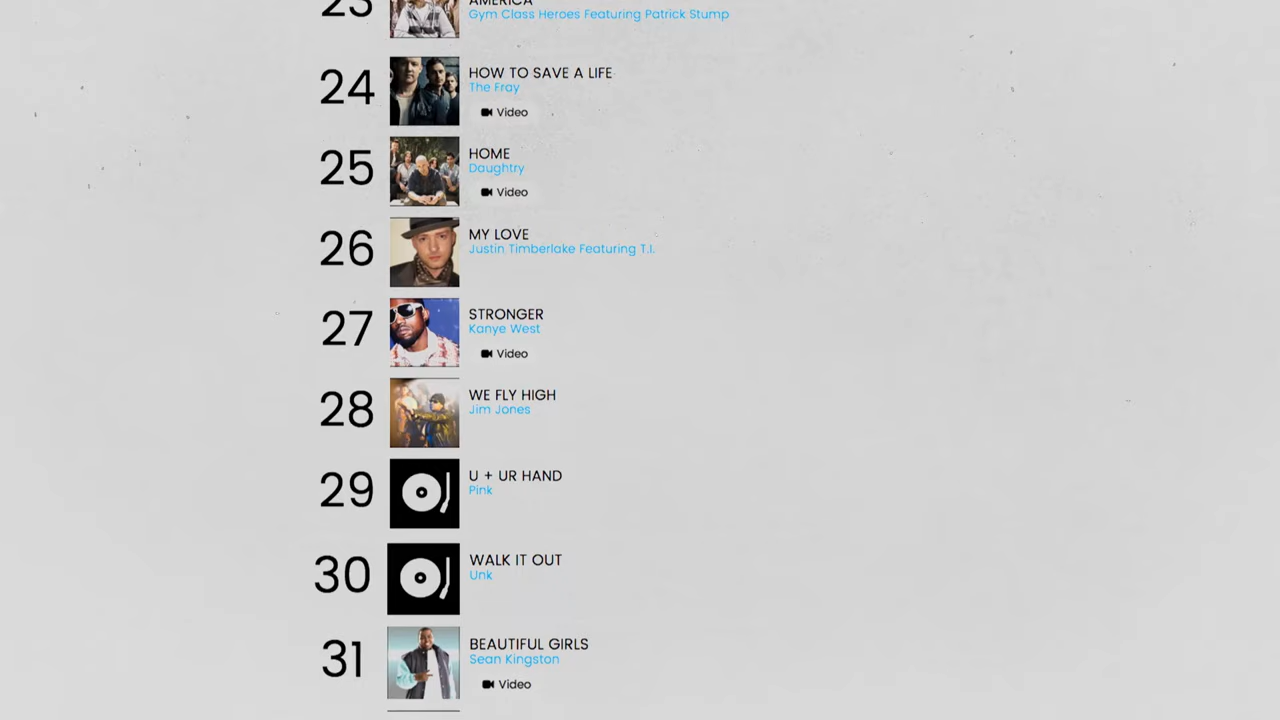 23
AMERICA
Gym Class Heroes Featuring Patrick Stump
24
HOW TO SAVE A LIFE
The Fray
Video
25
HOME
Daughtry
Video
26
MY LOVE
Justin Timberlake Featuring T.I.
27
STRONGER
Kanye West
Video
28
WE FLY HIGH
Jim Jones
29
U + UR HAND
Pink
30
WALK IT OUT
Unk
31
BEAUTIFUL GIRLS
Sean Kingston
Video